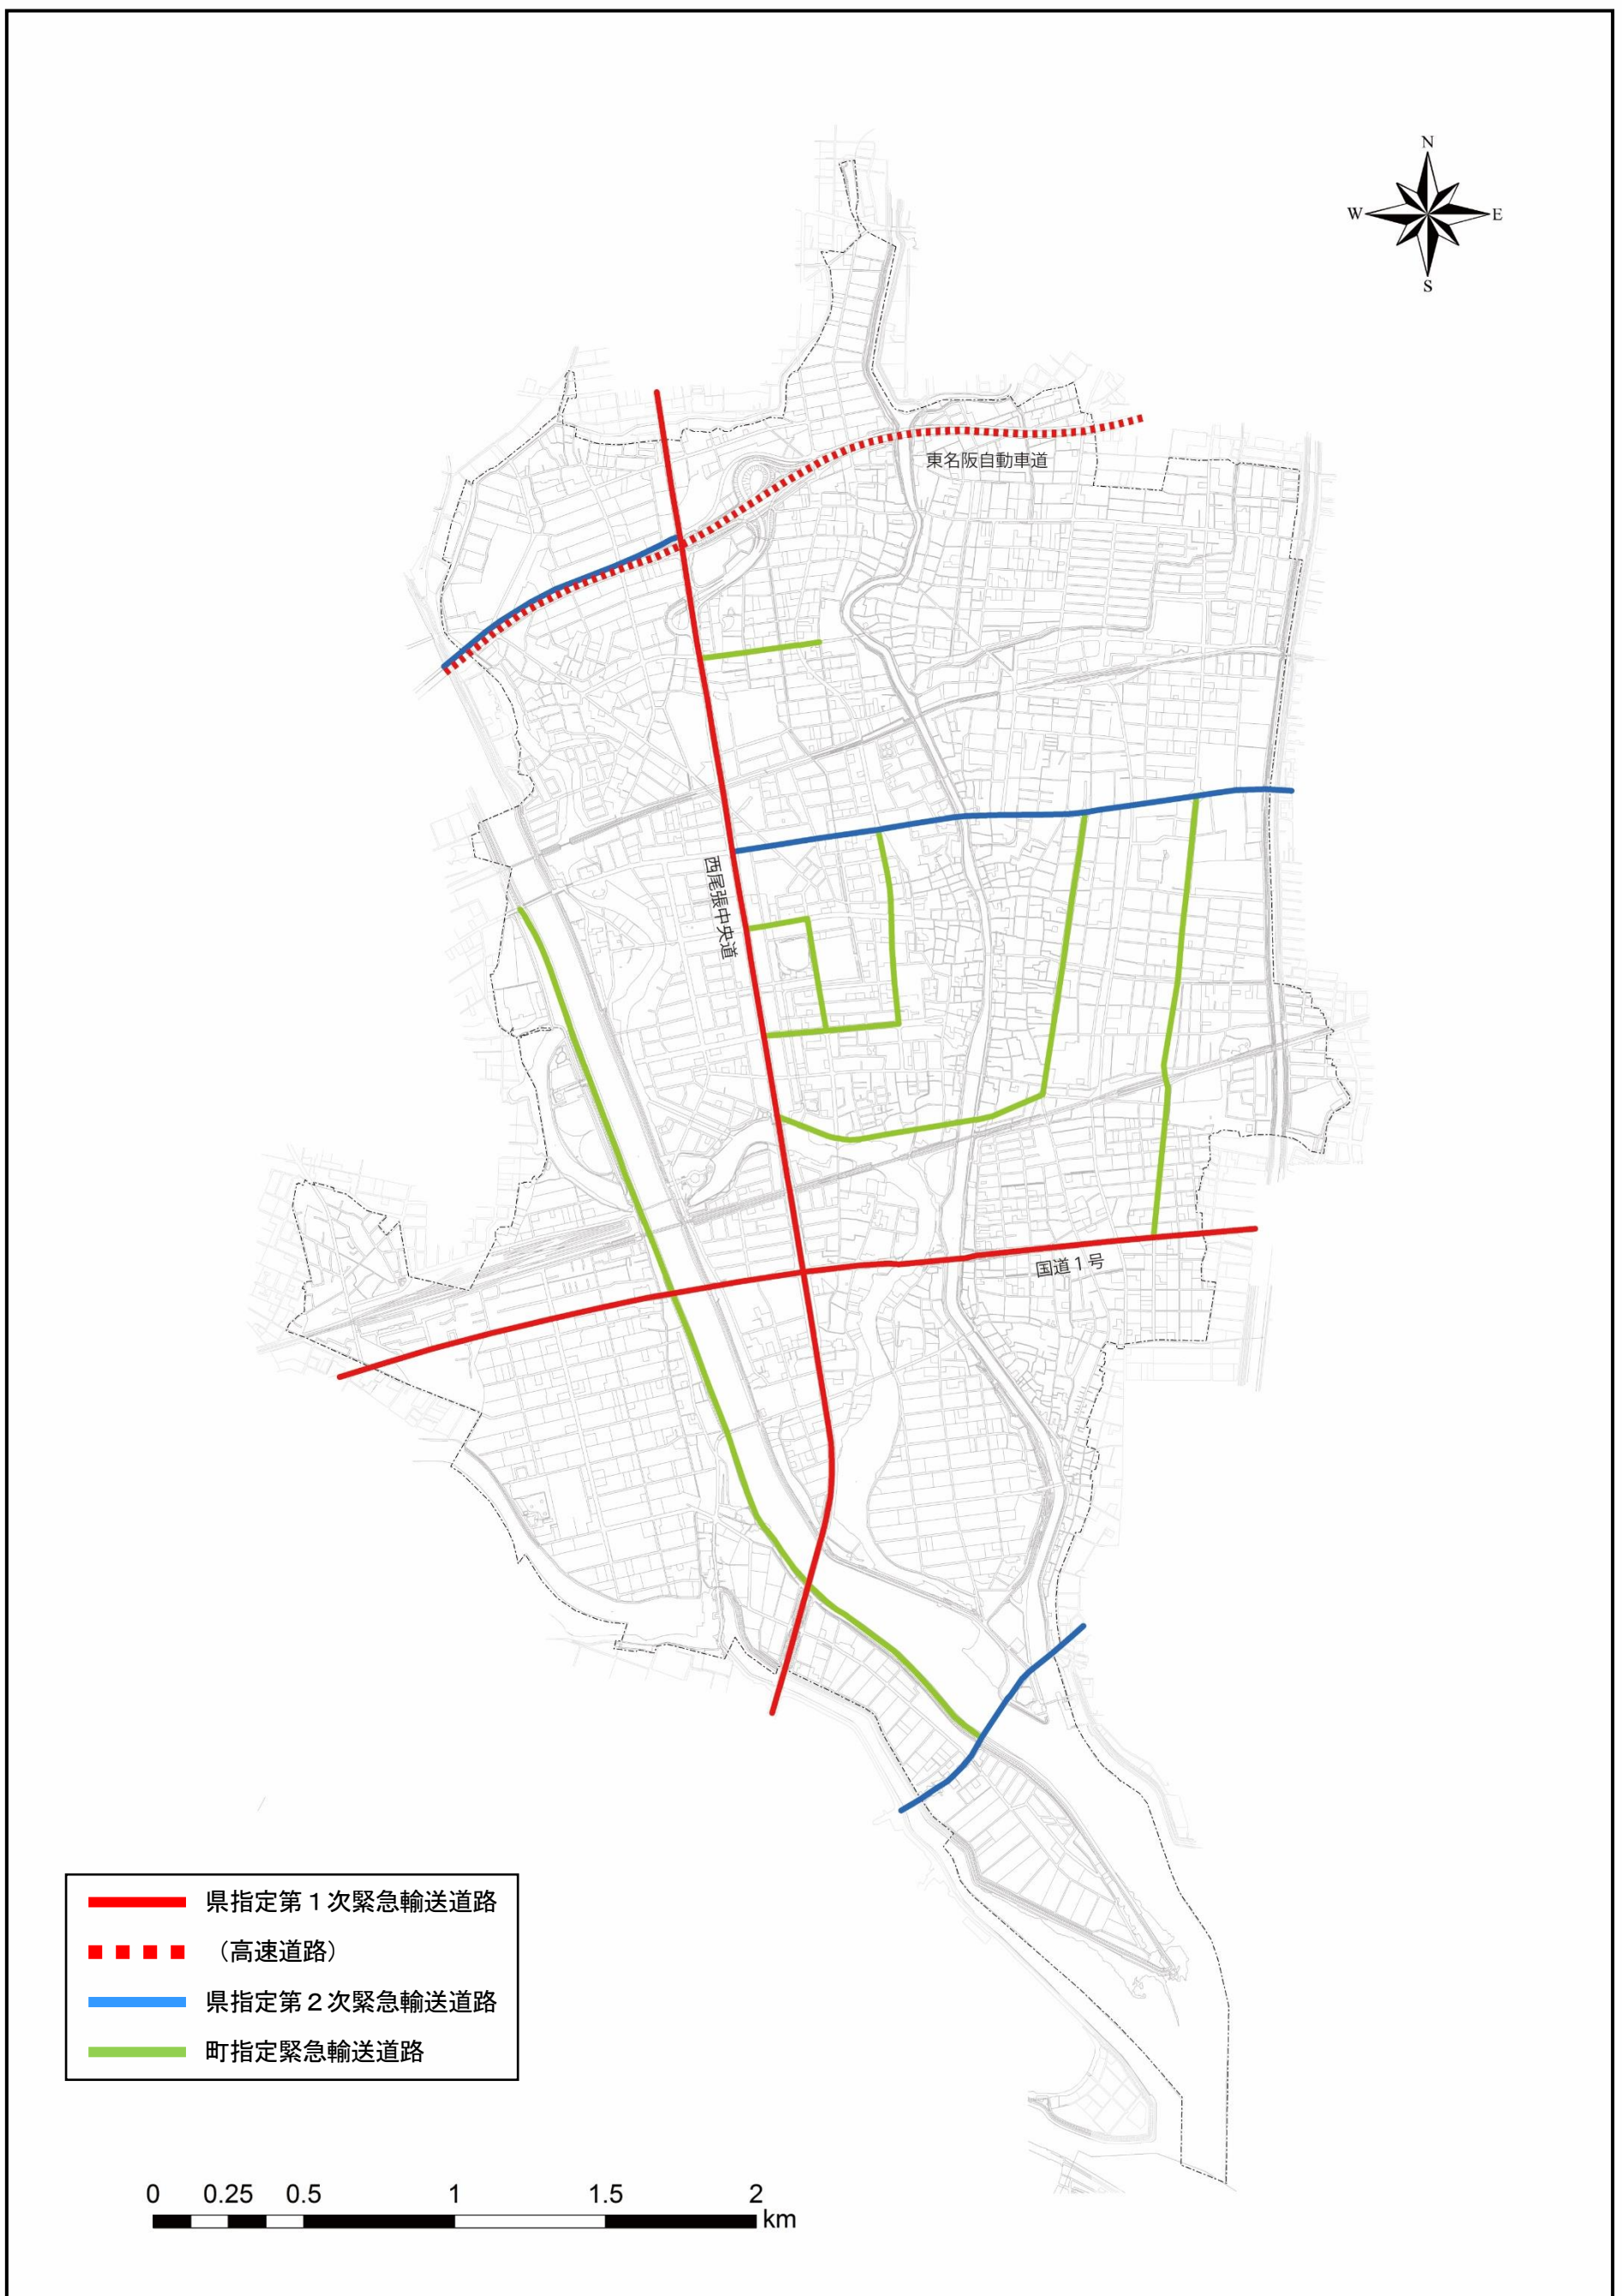 N
W
E
S
東名阪自動車道
西尾張中央道
国道1号
県指定第1次緊急輸送道路
（高速道路）
県指定第2次緊急輸送道路
町指定緊急輸送道路
0 0.25 0.5 1 1.5 2
km